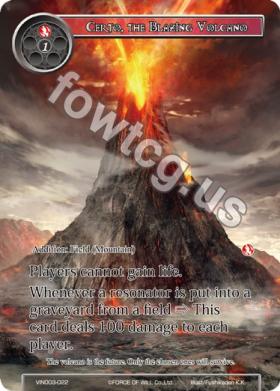 Certo, the Blazing Volcano
1
fowtcg.us
Addition: Field (Mountain)
Players cannot gain life.
Whenever a resonator is put into a
graveyard from a field ⇒ This
card deals 100 damage to each
player.
The volcano is the future. Only the chosen ones will survive.
VIN003-022 ©FORCE OF WILL Co.,Ltd. Illust/Fyshiksdon K.K.